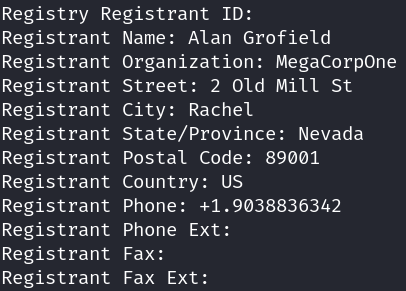 Registry Registrant ID:
Registrant Name: Alan Grofield
Registrant Organization: MegaCorpOne
Registrant Street: 2 Old Mill St
Registrant City: Rachel
Registrant State/Province: Nevada
Registrant Postal Code: 89001
Registrant Country: US
Registrant Phone: +1.9038836342
Registrant Phone Ext:
Registrant Fax:
Registrant Fax Ext: